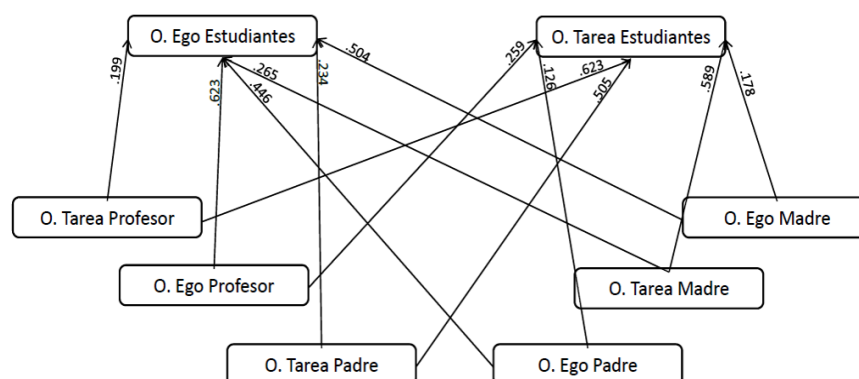 O. Ego Estudiantes
O. Tarea Estudiantes
.199
.623
.446
.265
.234
.504
.259
.126
.623
.505
.589
.178
O. Tarea Profesor
O. Ego Madre
O. Ego Profesor
O. Tarea Madre
O. Tarea Padre
O. Ego Padre